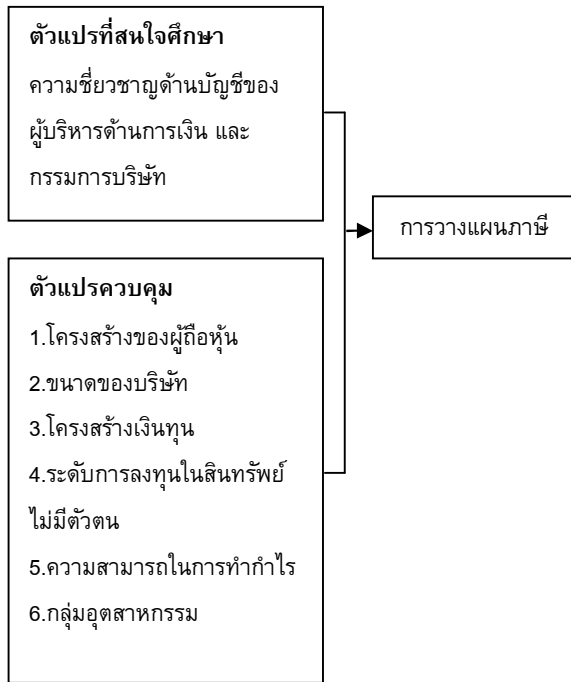 ตัวแปรที่สนใจศึกษา
ความชี่ยวชาญด้านบัญชีของ
ผู้บริหารด้านการเงิน และ
กรรมการบริษัท
การวางแผนภาษี
ตัวแปรควบคุม
1.โครงสร้างของผู้ถือหุ้น
2.ขนาดของบริษัท
3.โครงสร้างเงินทุน
4.ระดับการลงทุนในสินทรัพย์
ไม่มีตัวตน
5.ความสามารถในการทำกำไร
6.กลุ่มอุตสาหกรรม